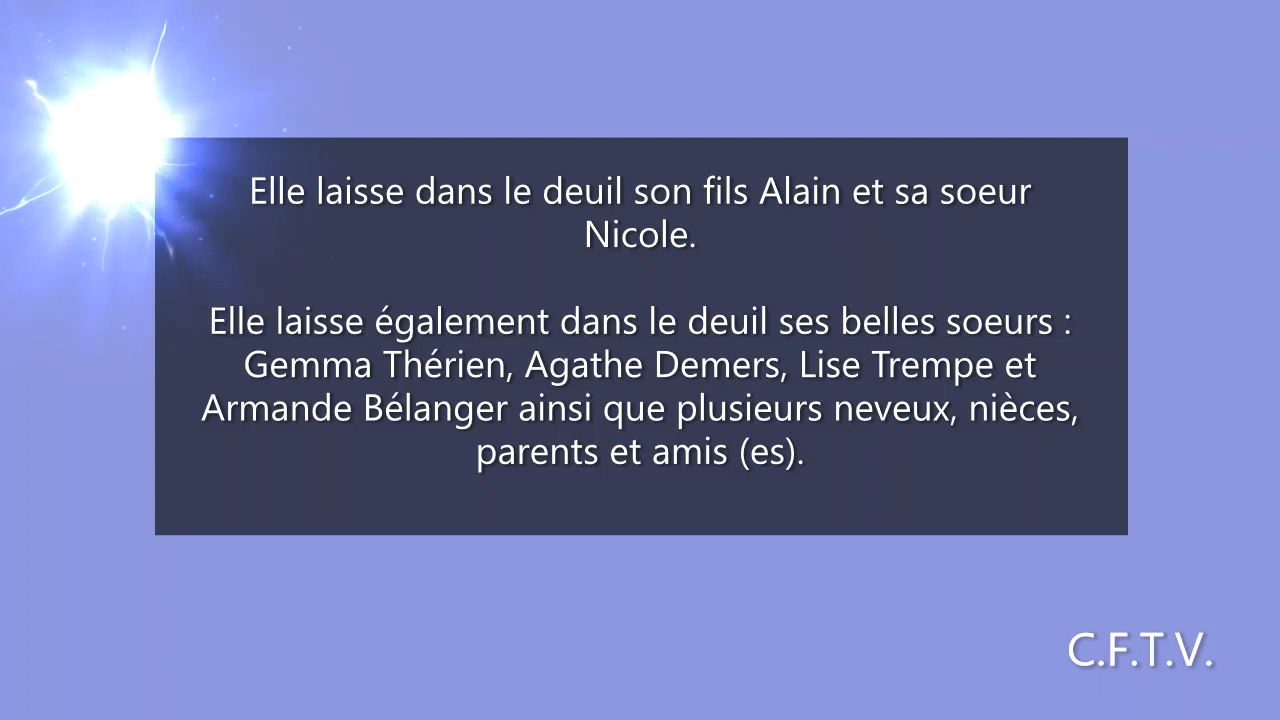 Elle laisse dans le deuil son fils Alain et sa soeur
Nicole.
Elle laisse également dans le deuil ses belles soeurs :
Gemma Thérien, Agathe Demers, Lise Trempe et
Armande Bélanger ainsi que plusieurs neveux, nièces,
parents et amis (es).
C.F.T.V.